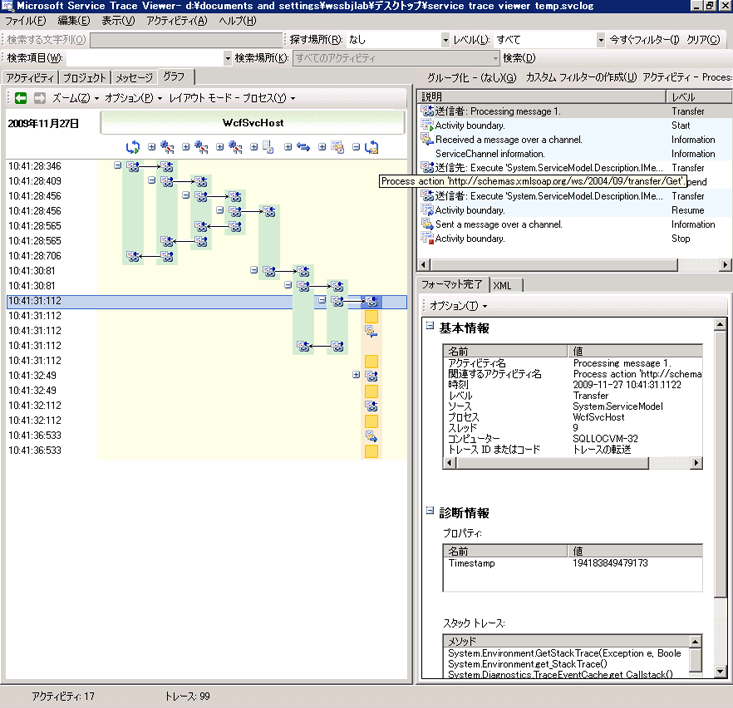 Microsoft Service Trace Viewer- d:¥documents and settings¥wssbjlab¥デスクトップ¥service trace viewer temp.svclog
ファイル(F) 編集(E) 表示(V) アクティビティ(A) ヘルプ(H)
検索する文字列(O) 探す場所(R): なし レベル(L): すべて 今すぐフィルター(I) クリア(C)
検索項目(W): 検索場所(K): すべてのアクティビティ 検索(D)
アクティビティ プロジェクト メッセージ グラフ
グループ化 - (なし)(G) カスタム フィルターの作成(U) アクティビティ - Proces
ズーム(Z) オプション(P) レイアウト モード - プロセス(Y)
2009年11月27日 WcfSvcHost
10:41:28:346
10:41:28:409
10:41:28:456
10:41:28:456
10:41:28:565
10:41:28:565
10:41:28:706
10:41:30:81
10:41:30:81
10:41:31:112
10:41:31:112
10:41:31:112
10:41:31:112
10:41:31:112
10:41:32:49
10:41:32:49
10:41:32:112
10:41:32:112
10:41:36:533
10:41:36:533
説明 レベル
送信者: Processing message 1. Transfer
Activity boundary. Start
Received a message over a channel. Information
ServiceChannel information. Information
送信先: Execute 'System.ServiceModel.Description.IMe... Transfer
Process action 'http://schemas.xmlsoap.org/ws/2004/09/transfer/Get'. pend
送信者: Execute 'System.ServiceModel.Description.IMe... Transfer
Activity boundary. Resume
Sent a message over a channel. Information
Activity boundary. Stop
フォーマット完了 XML
オプション(T)
基本情報
名前 値
アクティビティ名 Processing message 1.
関連するアクティビティ名 Process action 'http://schema
時刻 2009-11-27 10:41:31.1122
レベル Transfer
ソース System.ServiceModel
プロセス WcfSvcHost
スレッド 9
コンピューター SQLLOCVM-32
トレース ID またはコード トレースの転送
診断情報
プロパティ:
名前 値
Timestamp 194183849479173
スタック トレース:
メソッド
System.Environment.GetStackTrace(Exception e, Boole
System.Environment.get_StackTrace()
System.Diagnostics.TraceEventCache.get_Callstack()
アクティビティ: 17 トレース: 99